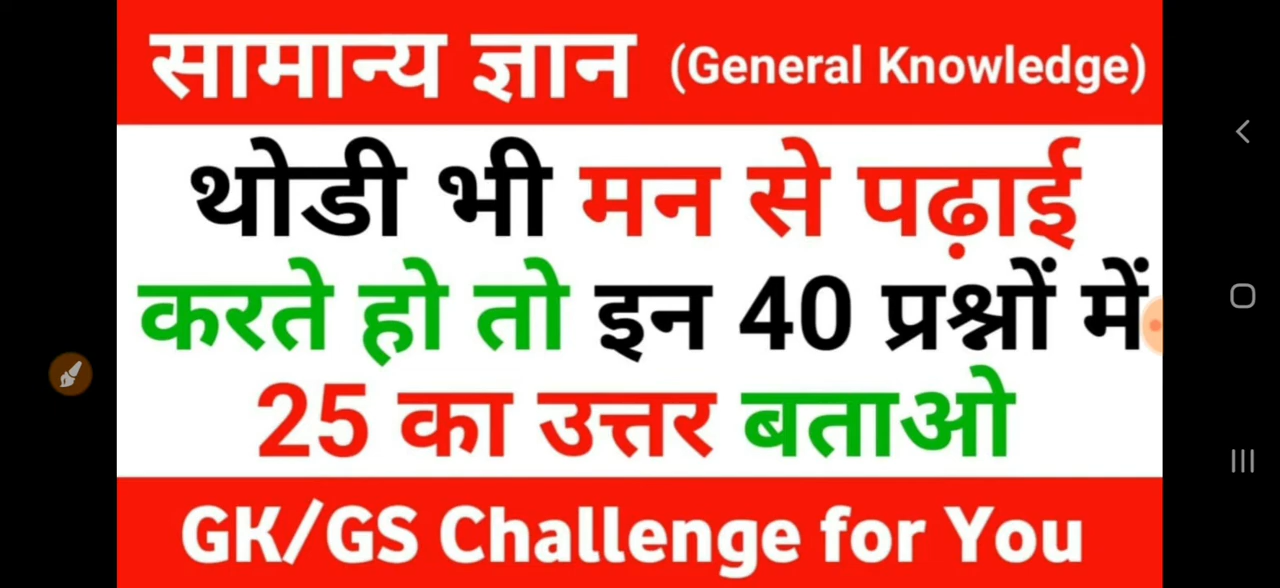 सामान्य ज्ञान (General Knowledge)
थोडी भी मन से पढ़ाई
करते हो तो इन 40 प्रश्नों में
25 का उत्तर बताओ
GK/GS Challenge for You